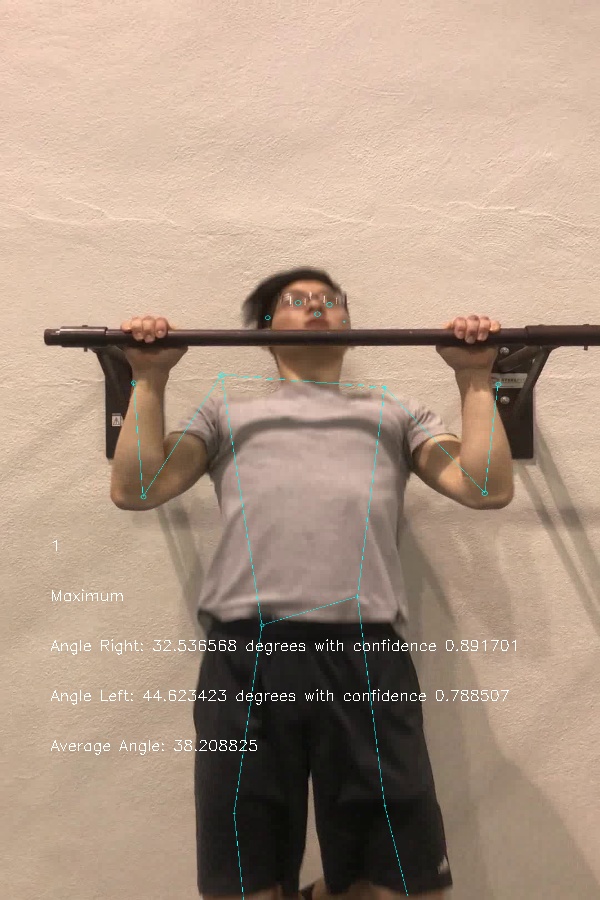 1
Maximum
Angle Right: 32.536568 degrees with confidence 0.891701
Angle Left: 44.623423 degrees with confidence 0.788507
Average Angle: 38.208825